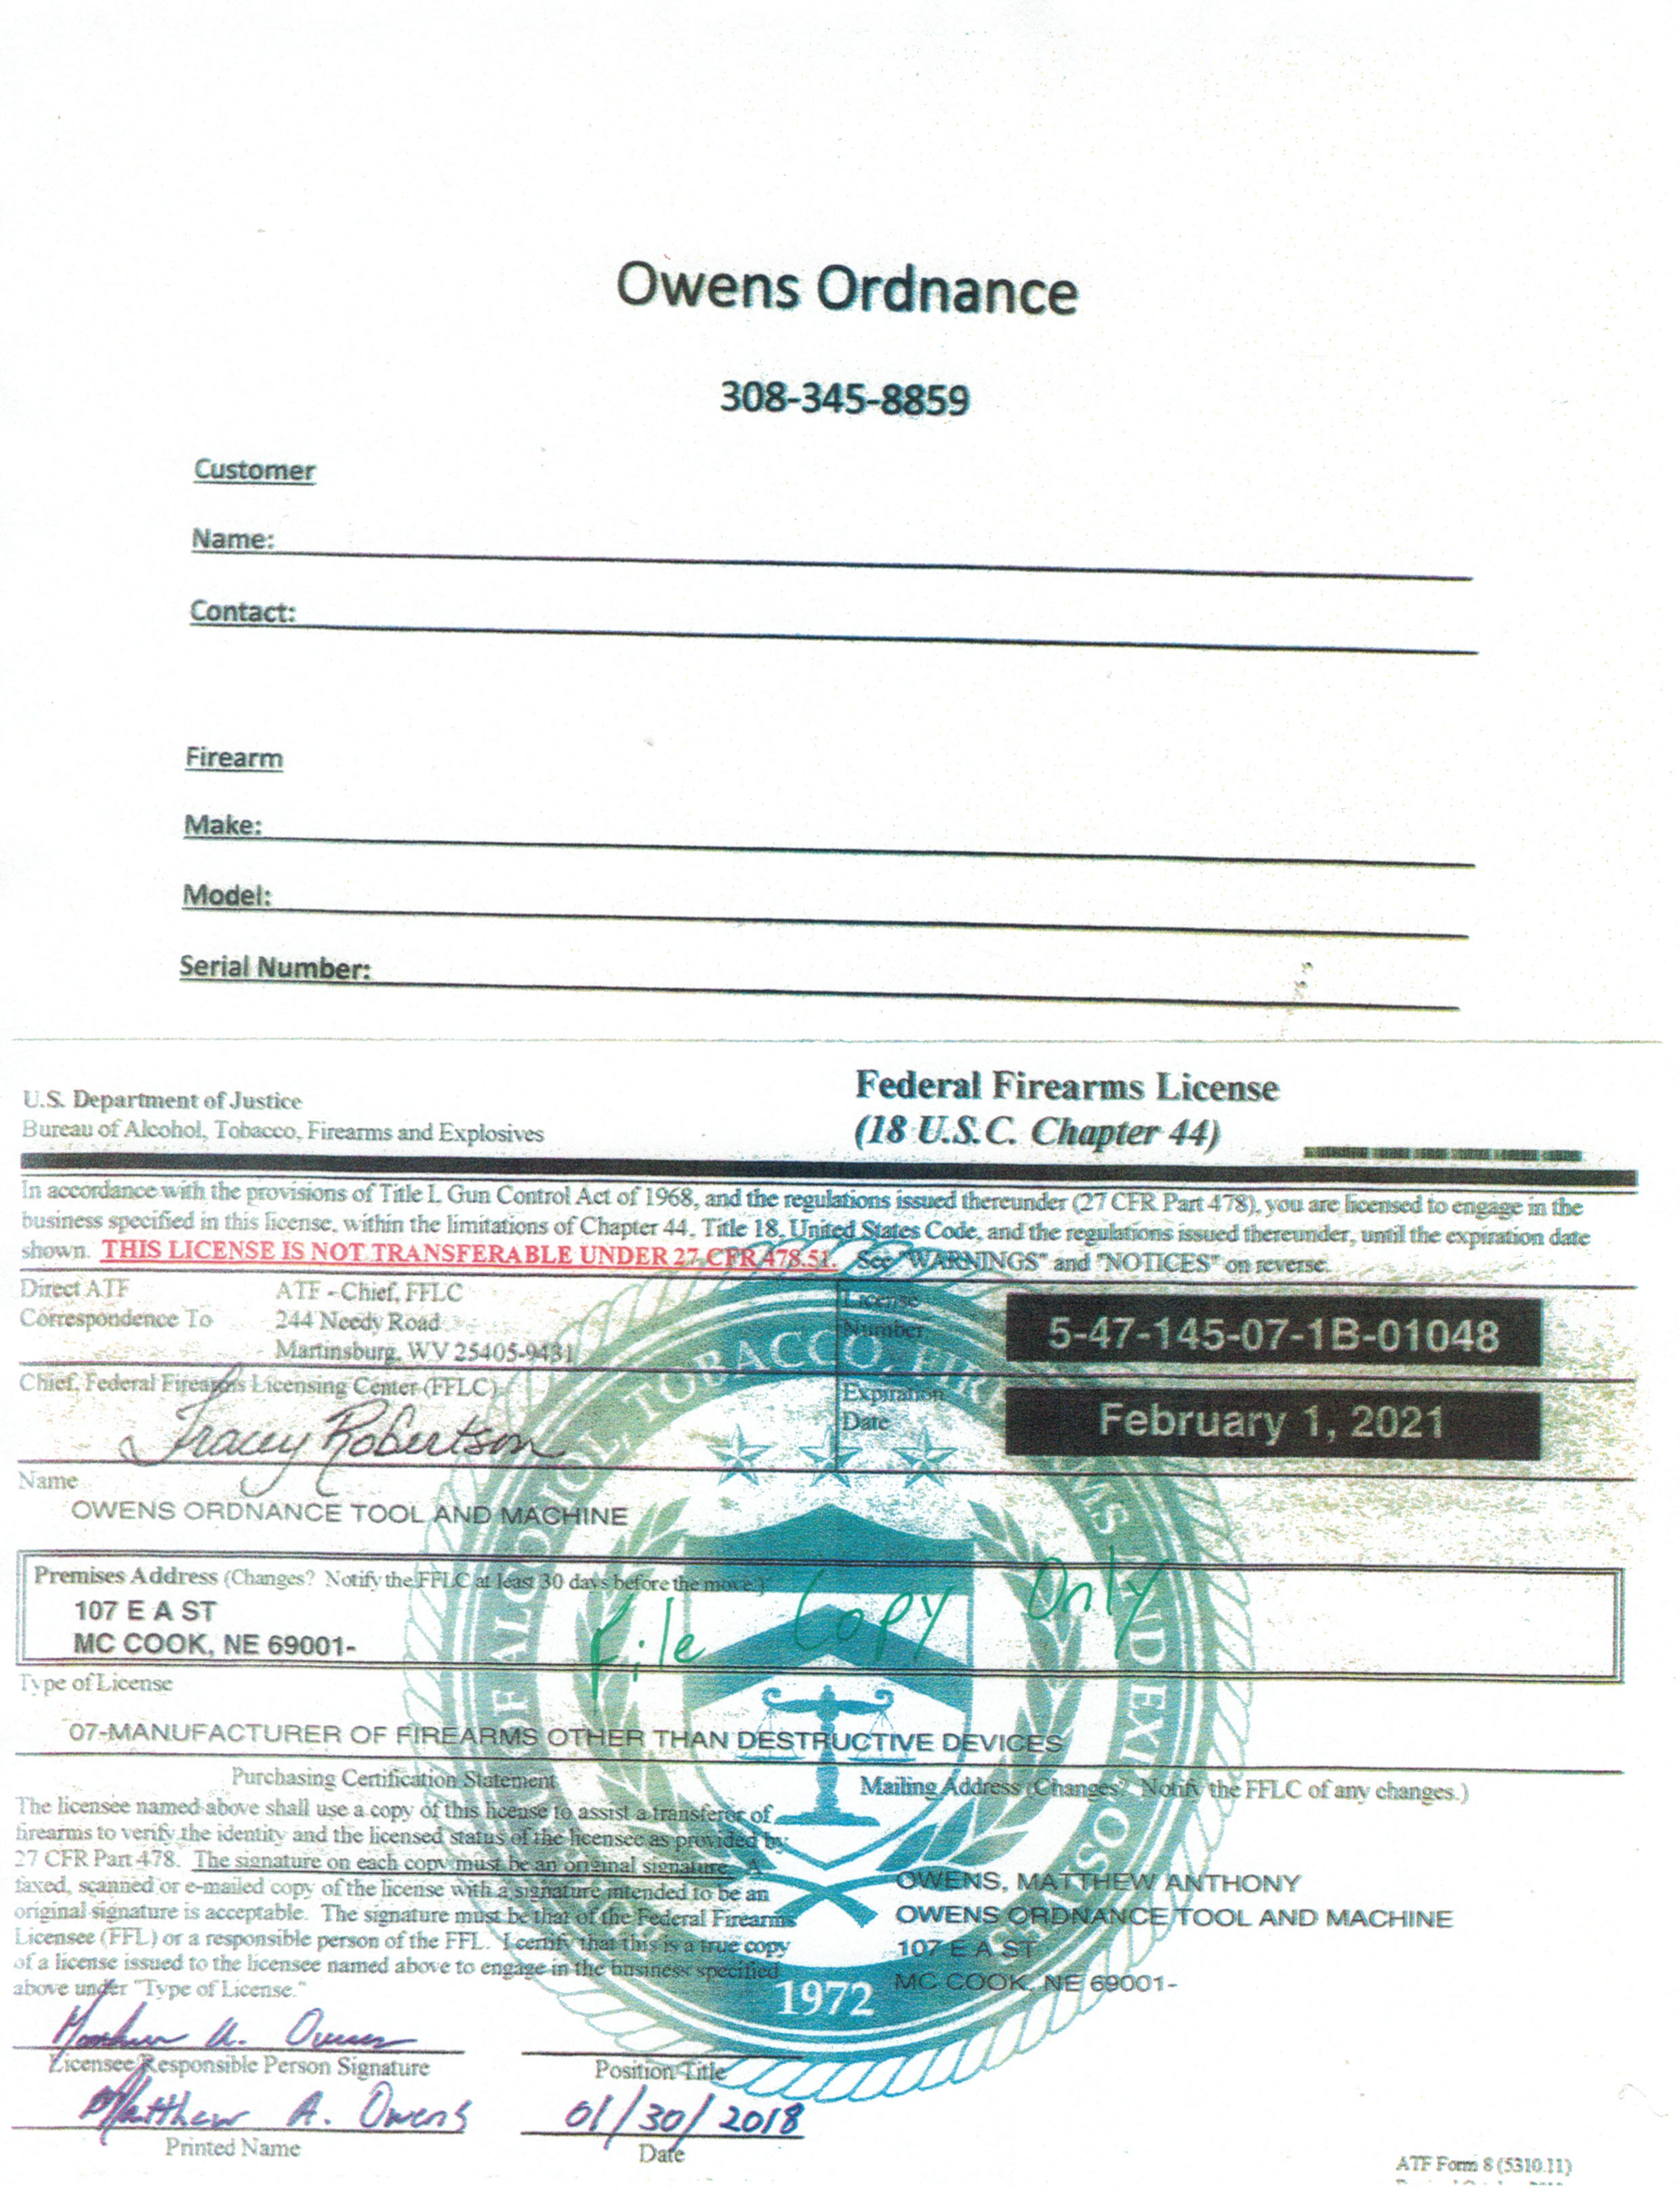 Owens Ordnance
308-345-8859
Customer
Name:
Contact:
Firearm
Make:
Model:
Serial Number:
U.S. Department of Justice
Bureau of Alcohol, Tobacco, Firearms and Explosives
Federal Firearms License
(18 U.S.C. Chapter 44)
In accordance with the provisions of Title I, Gun Control Act of 1968, and the regulations issued thereunder (27 CFR Part 478), you are licensed to engage in the
business specified in this license, within the limitations of Chapter 44, Title 18, United States Code, and the regulations issued thereunder, until the expiration date
shown. THIS LICENSE IS NOT TRANSFERABLE UNDER 27 CFR 478.51. See "WARNINGS" and "NOTICES" on reverse.
Direct ATF
Correspondence To
ATF - Chief, FFLC
244 Needy Road
Martinsburg, WV 25405-9431
License
Number
5-47-145-07-1B-01048
Chief, Federal Firearms Licensing Center (FFLC)
Tracey Robertson
Expiration
Date
February 1, 2021
Name
OWENS ORDNANCE TOOL AND MACHINE
Premises Address (Changes? Notify the FFLC at least 30 days before the move.)
107 E A ST
MC COOK, NE 69001-
File Copy Only
Type of License
07-MANUFACTURER OF FIREARMS OTHER THAN DESTRUCTIVE DEVICES
Purchasing Certification Statement
The licensee named above shall use a copy of this license to assist a transferor of
firearms to verify the identity and the licensed status of the licensee as provided by
27 CFR Part 478. The signature on each copy must be an original signature. A
faxed, scanned or e-mailed copy of the license with a signature intended to be an
original signature is acceptable. The signature must be that of the Federal Firearms
Licensee (FFL) or a responsible person of the FFL. I certify that this is a true copy
of a license issued to the licensee named above to engage in the business specified
above under "Type of License."
Mailing Address (Changes? Notify the FFLC of any changes.)
OWENS, MATTHEW ANTHONY
OWENS ORDNANCE TOOL AND MACHINE
107 E A ST
MC COOK, NE 69001-
1972
Matthew A. Owens
Licensee/Responsible Person Signature
Position Title
Matthew A. Owens
01/30/2018
Printed Name
Date
ATF Form 8 (5310.11)